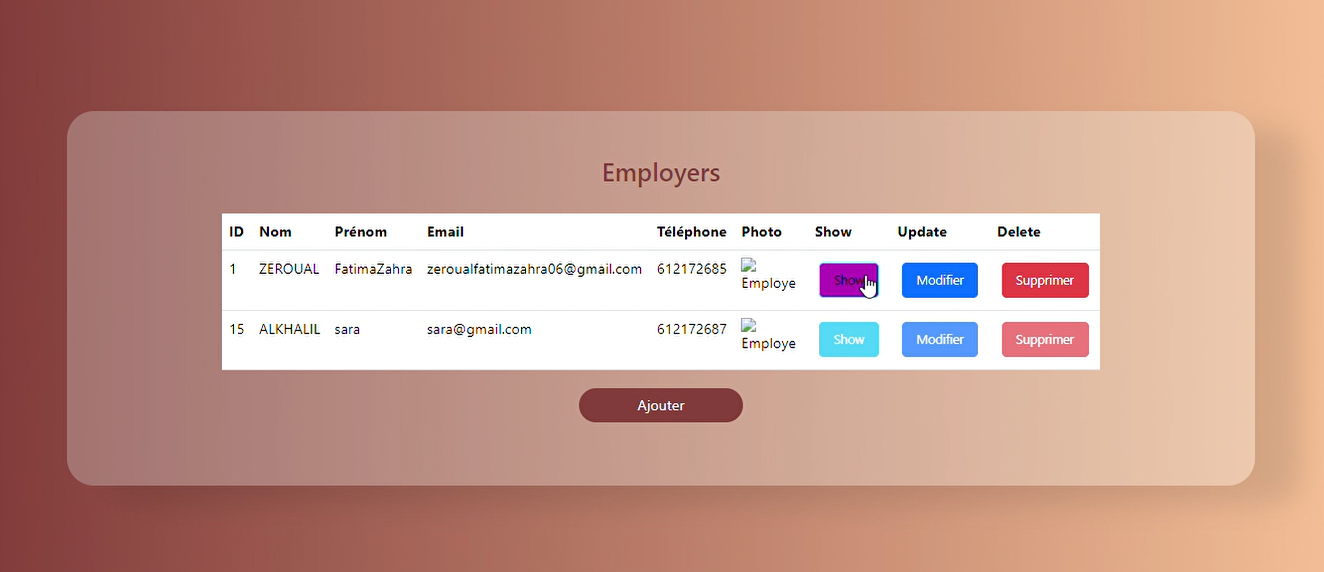 Employers
ID Nom Prénom Email Téléphone Photo Show Update Delete
1 ZEROUAL FatimaZahra zeroualfatimazahra06@gmail.com 612172685 Employe Show Modifier Supprimer
15 ALKHALIL sara sara@gmail.com 612172687 Employe Show Modifier Supprimer
Ajouter